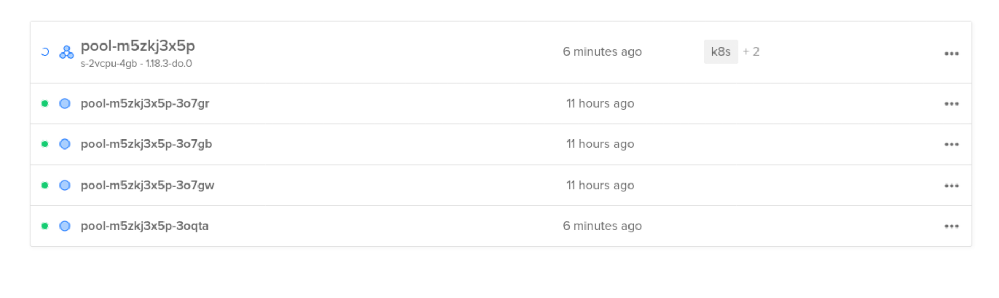 pool-m5zkj3x5p 6 minutes ago k8s + 2
s-2vcpu-4gb - 1.18.3-do.0
pool-m5zkj3x5p-3o7gr 11 hours ago
pool-m5zkj3x5p-3o7gb 11 hours ago
pool-m5zkj3x5p-3o7gw 11 hours ago
pool-m5zkj3x5p-3oqta 6 minutes ago